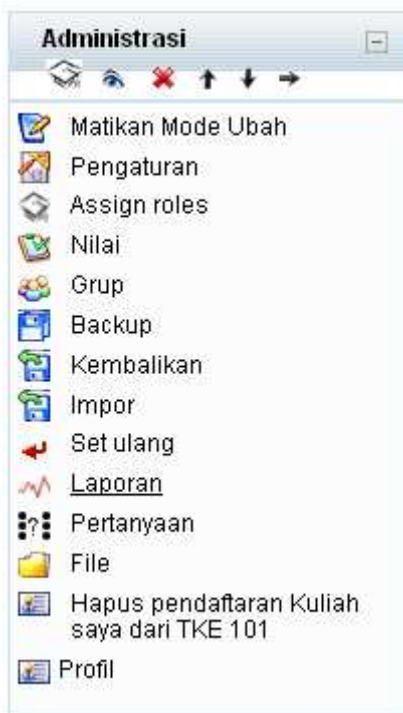 Administrasi
Matikan Mode Ubah
Pengaturan
Assign roles
Nilai
Grup
Backup
Kembalikan
Impor
Set ulang
Laporan
Pertanyaan
File
Hapus pendaftaran Kuliah
saya dari TKE 101
Profil